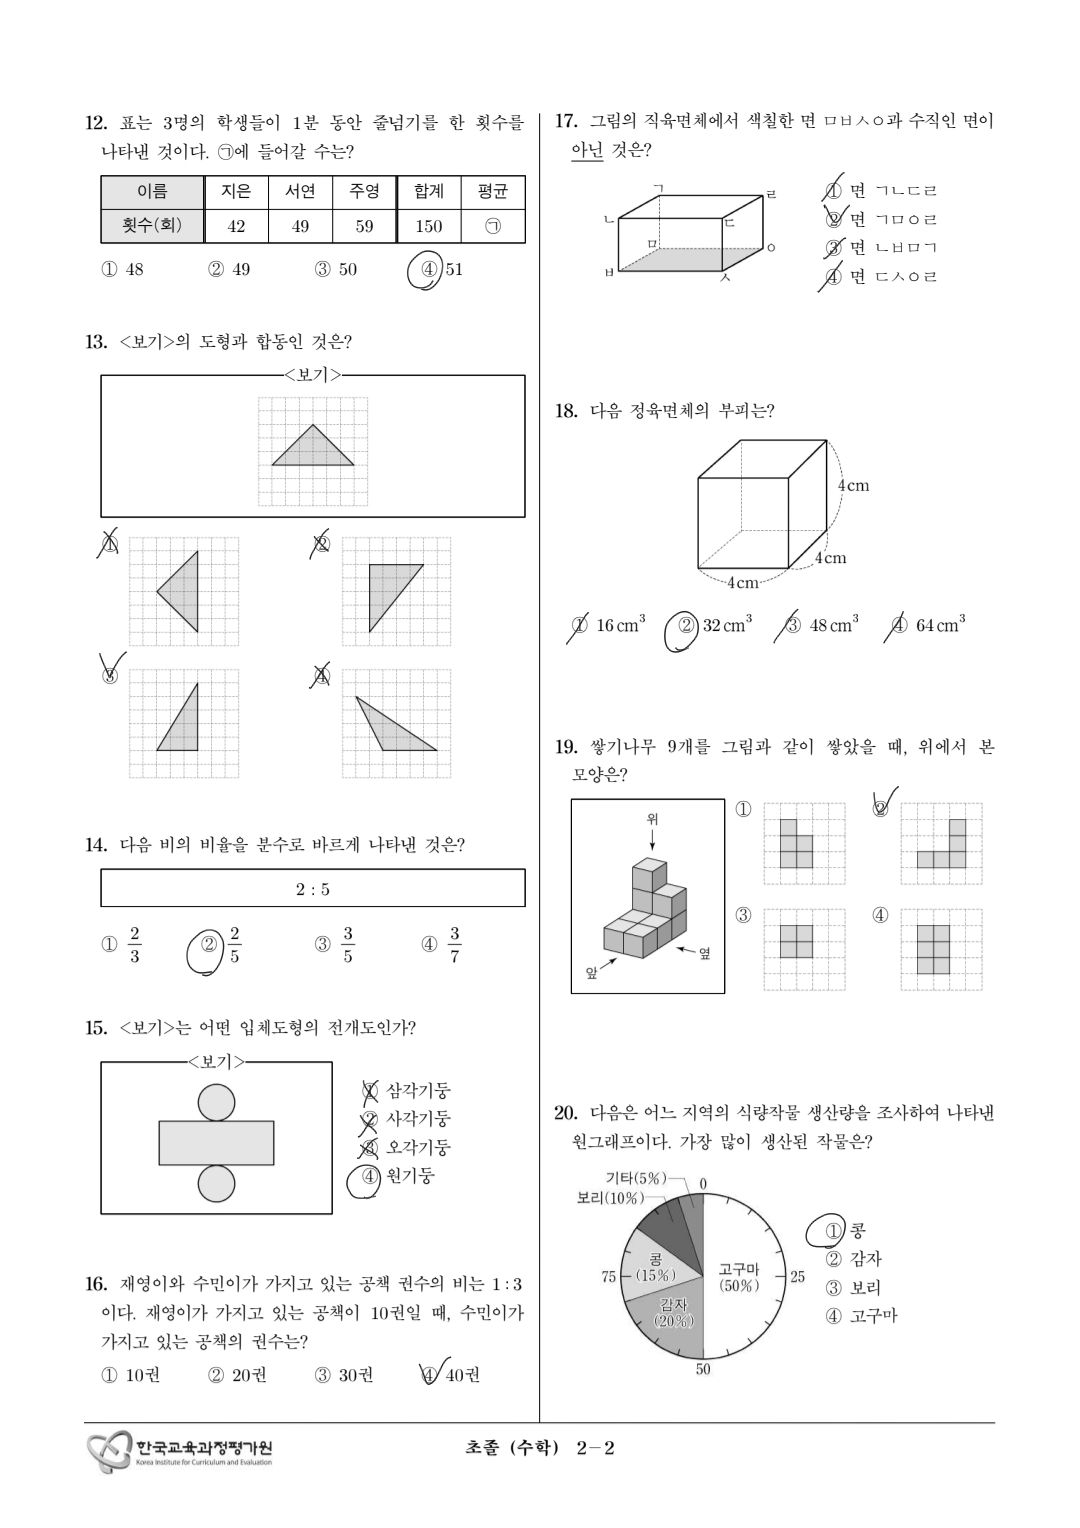 12. 표는 3명의 학생들이 1분 동안 줄넘기를 한 횟수를
나타낸 것이다. ㉠에 들어갈 수는?
이름 지은 서연 주영 합계 평균
횟수(회) 42 49 59 150 ㉠
① 48 ② 49 ③ 50 ④ 51
13. <보기>의 도형과 합동인 것은?
<보기>
① ②
③ ④
14. 다음 비의 비율을 분수로 바르게 나타낸 것은?
2 : 5
① 2/3 ② 2/5 ③ 3/5 ④ 3/7
15. <보기>는 어떤 입체도형의 전개도인가?
<보기>
① 삼각기둥
② 사각기둥
③ 오각기둥
④ 원기둥
16. 재영이와 수민이가 가지고 있는 공책 권수의 비는 1 : 3
이다. 재영이가 가지고 있는 공책이 10권일 때, 수민이가
가지고 있는 공책의 권수는?
① 10권 ② 20권 ③ 30권 ④ 40권
17. 그림의 직육면체에서 색칠한 면 ㅁㅂㅅㅇ과 수직인 면이
아닌 것은?
ㄱ ㄹ
ㄴ ㄷ
ㅁ ㅇ
ㅂ ㅅ
① 면 ㄱㄴㄷㄹ
② 면 ㄱㅁㅇㄹ
③ 면 ㄴㅂㅁㄱ
④ 면 ㄷㅅㅇㄹ
18. 다음 정육면체의 부피는?
4cm
4cm
4cm
① 16cm³ ② 32cm³ ③ 48cm³ ④ 64cm³
19. 쌓기나무 9개를 그림과 같이 쌓았을 때, 위에서 본
모양은?
위
옆
앞
① ②
③ ④
20. 다음은 어느 지역의 식량작물 생산량을 조사하여 나타낸
원그래프이다. 가장 많이 생산된 작물은?
기타(5%) 0
보리(10%)
콩
(15%)
고구마
(50%)
75 25
감자
(20%)
50
① 콩
② 감자
③ 보리
④ 고구마
한국교육과정평가원
Korea Institute for Curriculum and Evaluation
초졸 (수학) 2－2